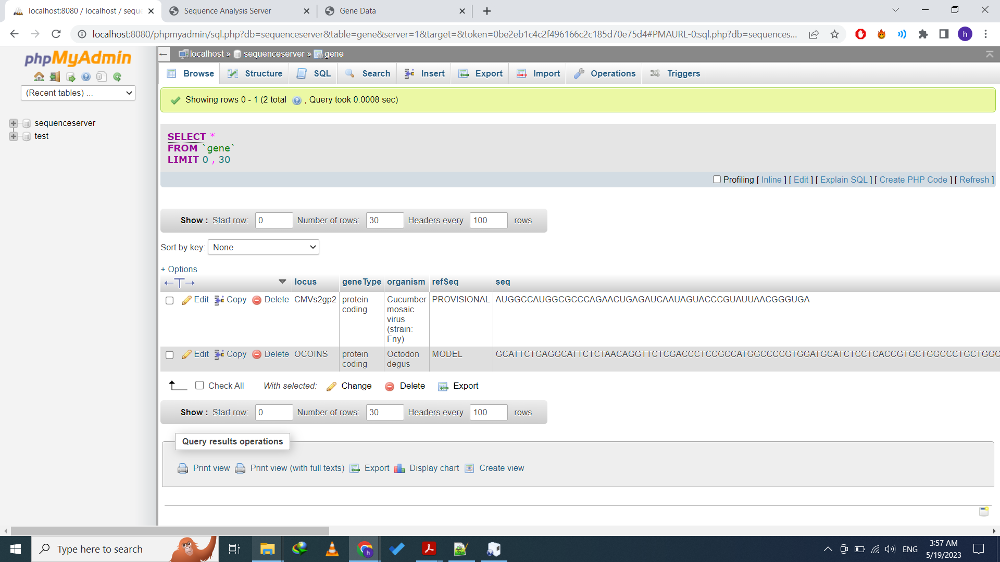 localhost:8080 / localhost / seque
Sequence Analysis Server
Gene Data
localhost:8080/phpmyadmin/sql.php?db=sequenceserver&table=gene&server=1&target=&token=0be2eb1c4c2f496166c2c185d70e75d4#PMAURL-0:sql.php?db=sequences...
h
phpMyAdmin
(Recent tables) ...
sequenceserver
test
localhost » sequenceserver » gene
Browse Structure SQL Search Insert Export Import Operations Triggers
Showing rows 0 - 1 (2 total , Query took 0.0008 sec)
SELECT *
FROM `gene`
LIMIT 0 , 30
Profiling [ Inline ] [ Edit ] [ Explain SQL ] [ Create PHP Code ] [ Refresh ]
Show : Start row: 0 Number of rows: 30 Headers every 100 rows
Sort by key: None
+ Options
locus geneType organism refSeq seq
Edit Copy Delete CMVs2gp2 protein coding Cucumber mosaic virus (strain: Fny) PROVISIONAL AUGGCCAUGGCGCCCAGAACUGAGAUCAAUAGUACCCGUAUUAACGGGUGA
Edit Copy Delete OCOINS protein coding Octodon degus MODEL GCATTCTGAGGCATTCTCTAACAGGTTCTCGACCCTCCGCCATGGCCCCGTGGATGCATCTCCTCACCGTGCTGGCCCTGCTGGC
Check All With selected: Change Delete Export
Show : Start row: 0 Number of rows: 30 Headers every 100 rows
Query results operations
Print view Print view (with full texts) Export Display chart Create view
Type here to search
h
ENG
3:57 AM
5/19/2023